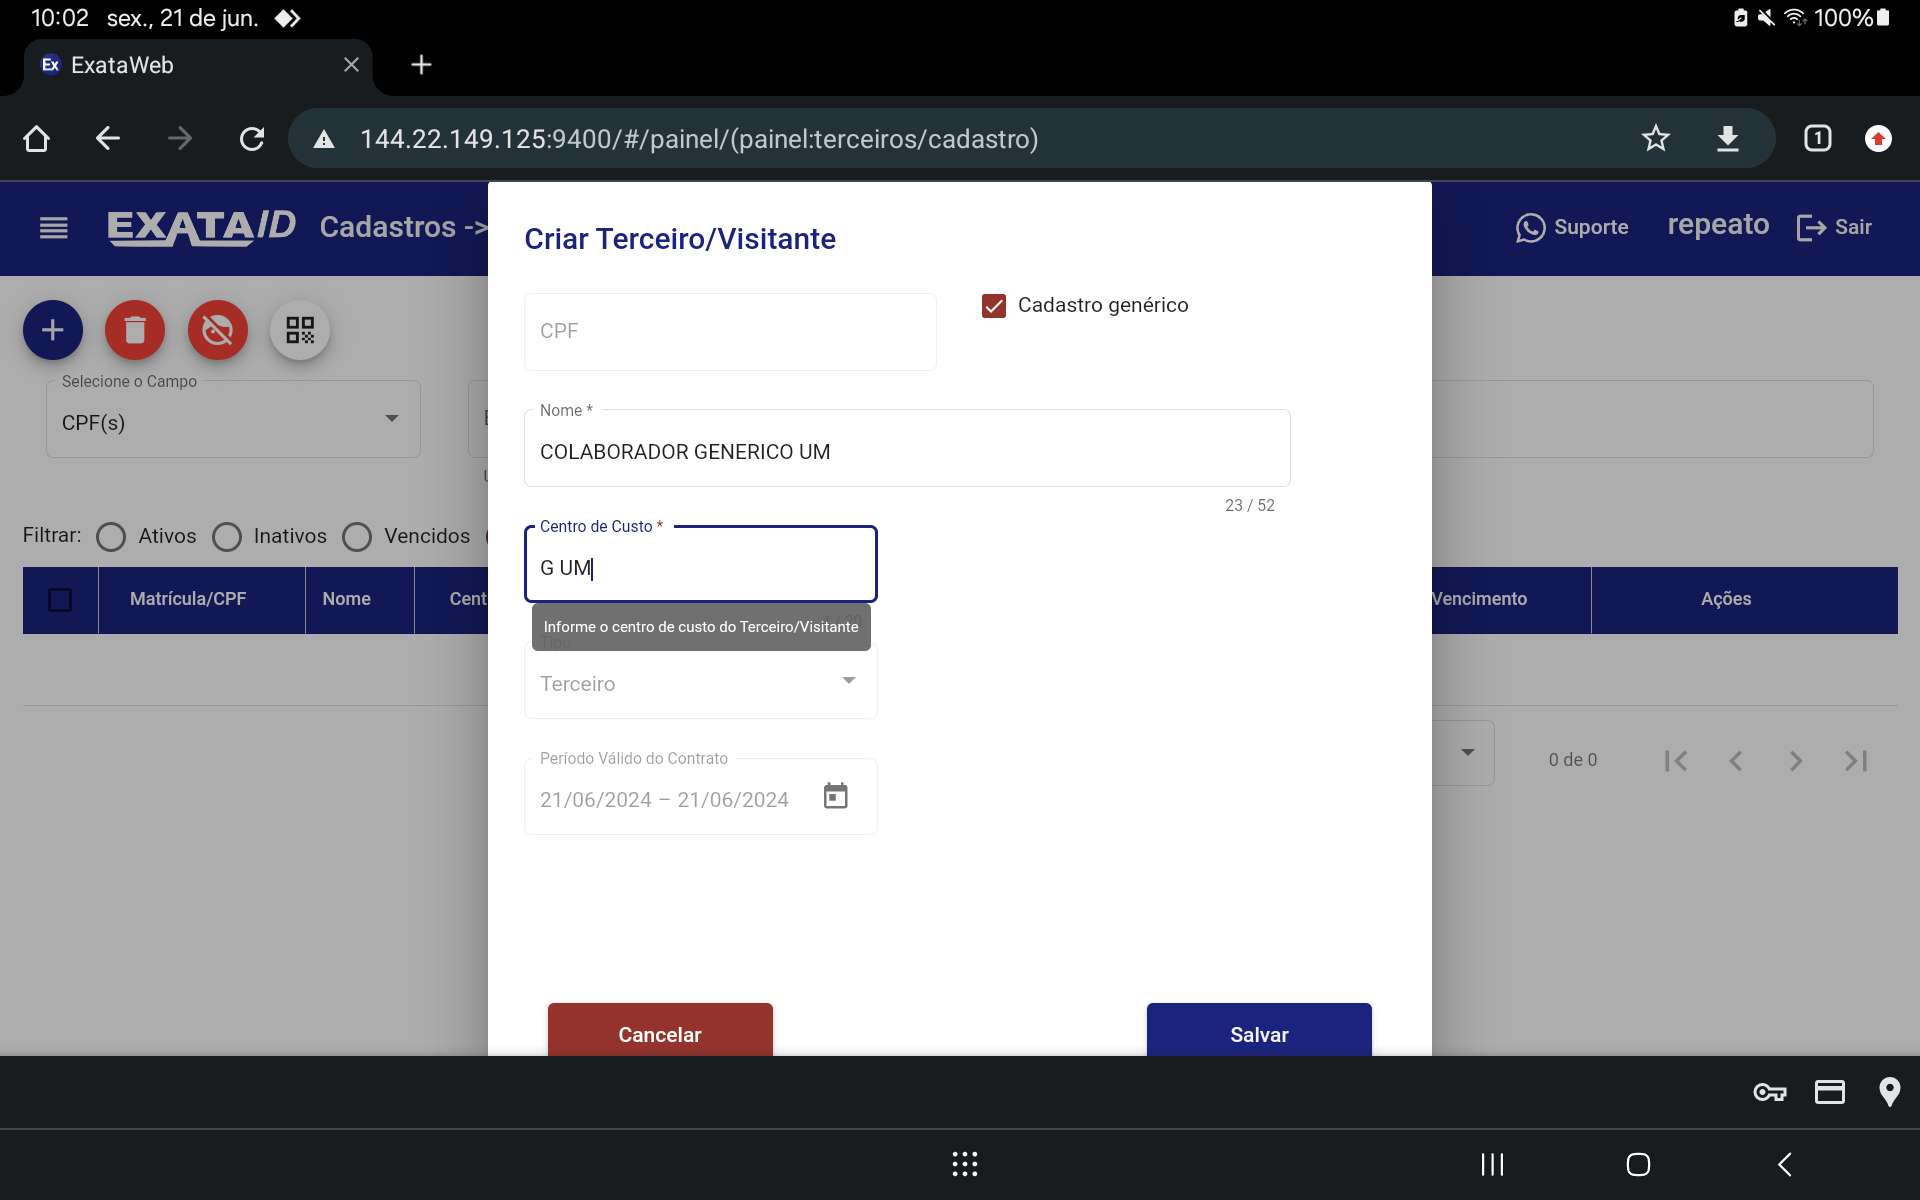 10:02 sex., 21 de jun. 100%
Ex ExataWeb
144.22.149.125:9400/#/painel/(painel:terceiros/cadastro) 1
EXATAID Cadastros -> Suporte repeato Sair
Criar Terceiro/Visitante
CPF
Cadastro genérico
Selecione o Campo
CPF(s)
Nome *
COLABORADOR GENERICO UM
23 / 52
Filtrar: Ativos Inativos Vencidos
Centro de Custo *
G UM
Matrícula/CPF Nome Cent Vencimento Ações
Informe o centro de custo do Terceiro/Visitante
Tipo
Terceiro
Período Válido do Contrato
21/06/2024 – 21/06/2024
0 de 0
Cancelar Salvar